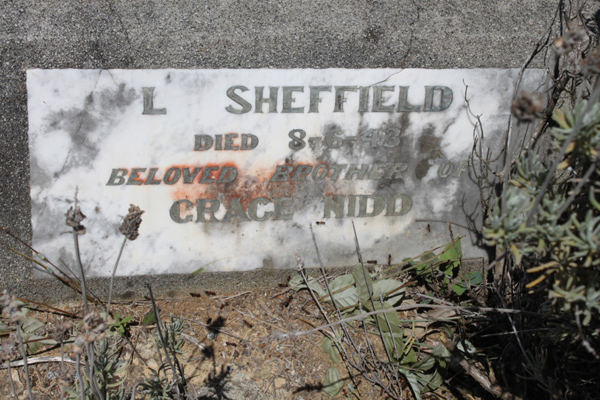 L SHEFFIELD
DIED 8-6-48
BELOVED BROTHER OF
GRACE NIDD